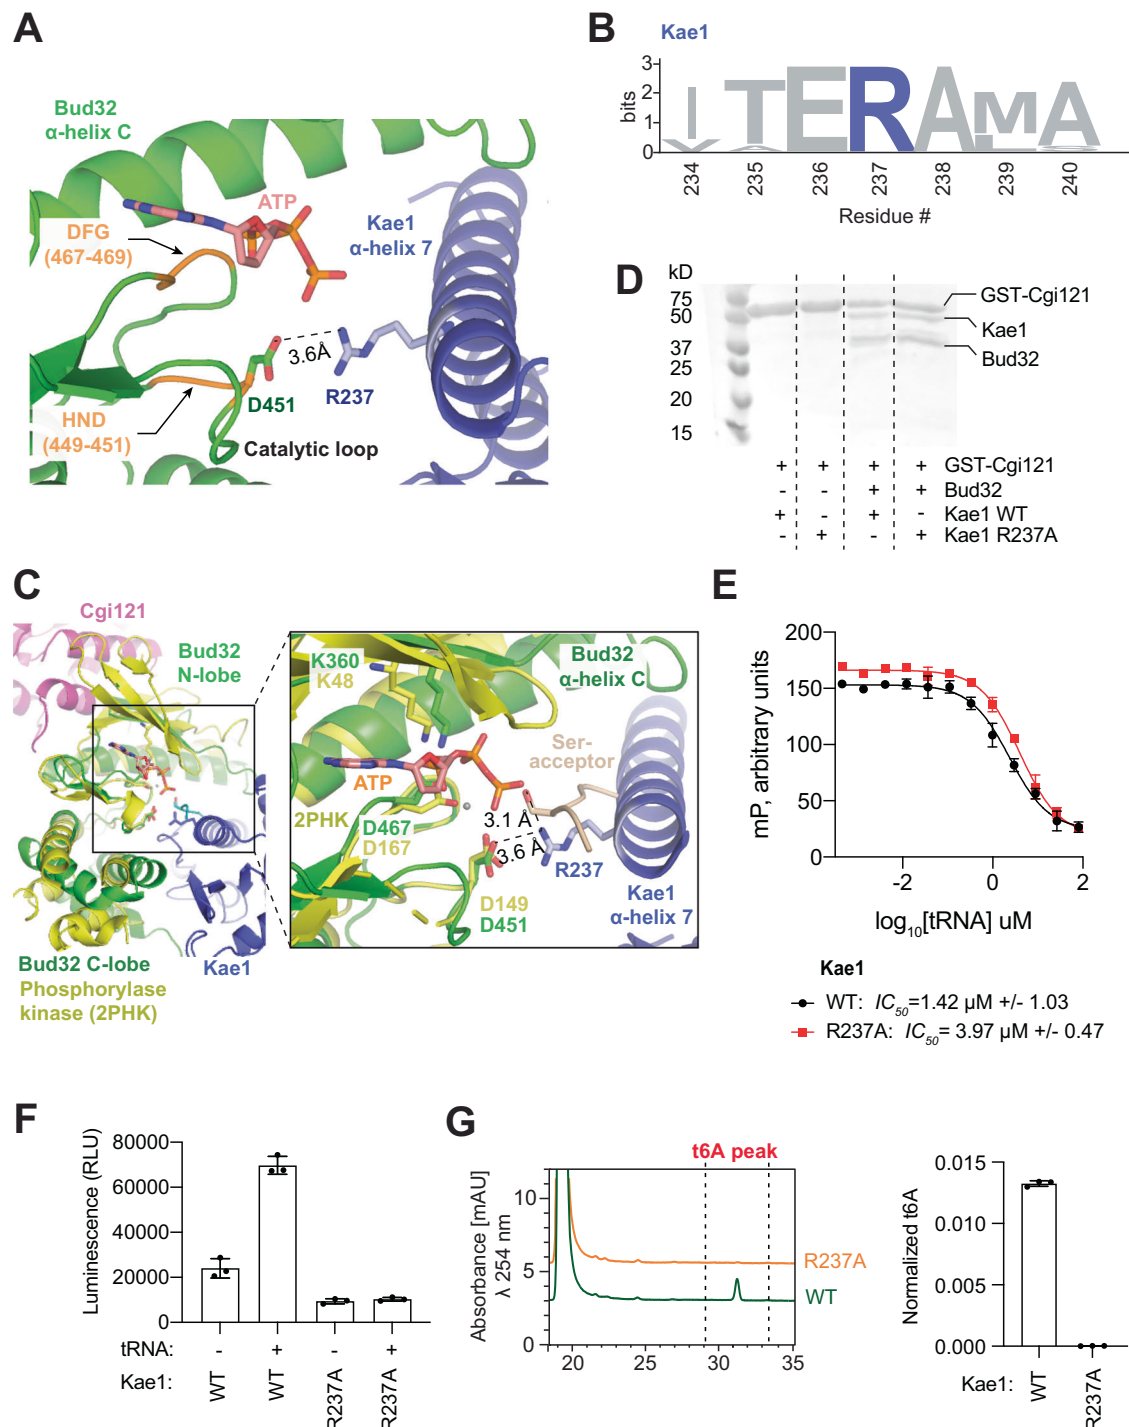 A
Bud32
α-helix C
ATP
DFG
(467-469)
Kae1
α-helix 7
3.6Å
R237
D451
HND
(449-451)
Catalytic loop
B
Kae1
bits
3
2
1
0
I T E R A M A
V A L
234 235 236 237 238 239 240
Residue #
D
kD
75
50
37
25
20
15
GST-Cgi121
Kae1
Bud32
+ + + + GST-Cgi121
- - + + Bud32
+ - + - Kae1 WT
- + - + Kae1 R237A
C
Cgi121
Bud32
N-lobe
Bud32 C-lobe
Phosphorylase
kinase (2PHK)
Kae1
K360
K48
Bud32
α-helix C
Ser-
acceptor
ATP
2PHK
D467
D167
3.1 Å
3.6 Å
R237
D149
D451
Kae1
α-helix 7
E
mP, arbitrary units
200
150
100
50
0
-2 0 2
log10[tRNA] uM
Kae1
WT: IC50=1.42 µM +/- 1.03
R237A: IC50= 3.97 µM +/- 0.47
F
Luminescence (RLU)
80000
60000
40000
20000
0
tRNA: - + - +
Kae1: WT WT R237A R237A
G
t6A peak
Absorbance [mAU]
λ 254 nm
10
5
0
20 25 30 35
R237A
WT
Normalized t6A
0.015
0.010
0.005
0.000
Kae1: WT R237A